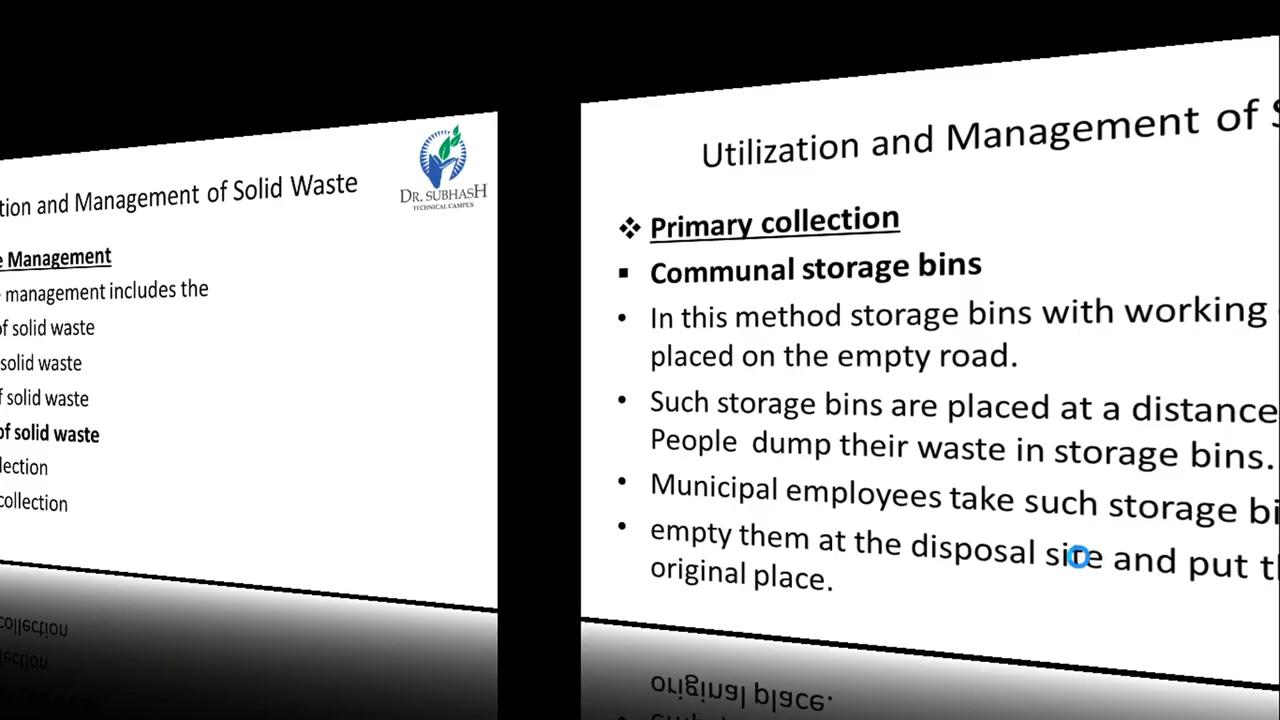 tion and Management of Solid Waste
DR. SUBHASH
TECHNICAL CAMPUS
Management
management includes the
of solid waste
solid waste
solid waste
of solid waste
collection
Utilization and Management of
❖ Primary collection
▪ Communal storage bins
• In this method storage bins with working
placed on the empty road.
• Such storage bins are placed at a distance
People dump their waste in storage bins.
• Municipal employees take such storage
• empty them at the disposal site and put
original place.